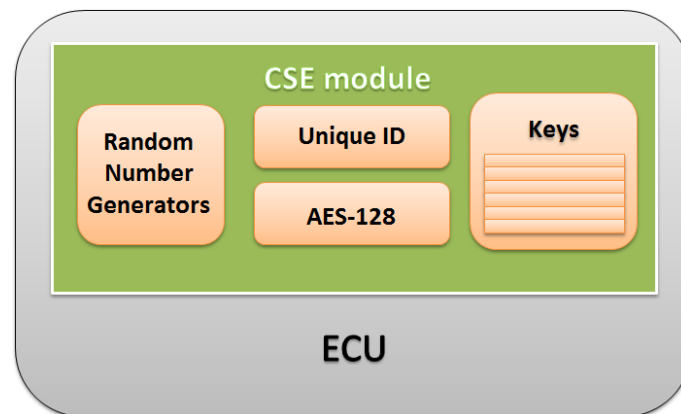 CSE module
Random
Number
Generators
Unique ID
AES-128
Keys
ECU